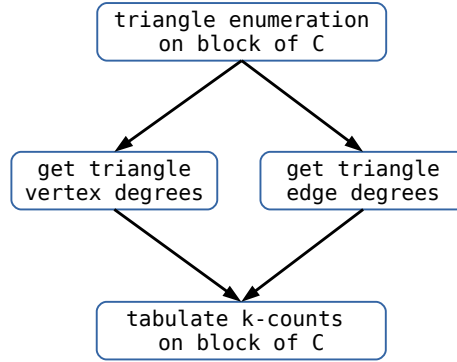 triangle enumeration
on block of C
get triangle
vertex degrees
get triangle
edge degrees
tabulate k-counts
on block of C